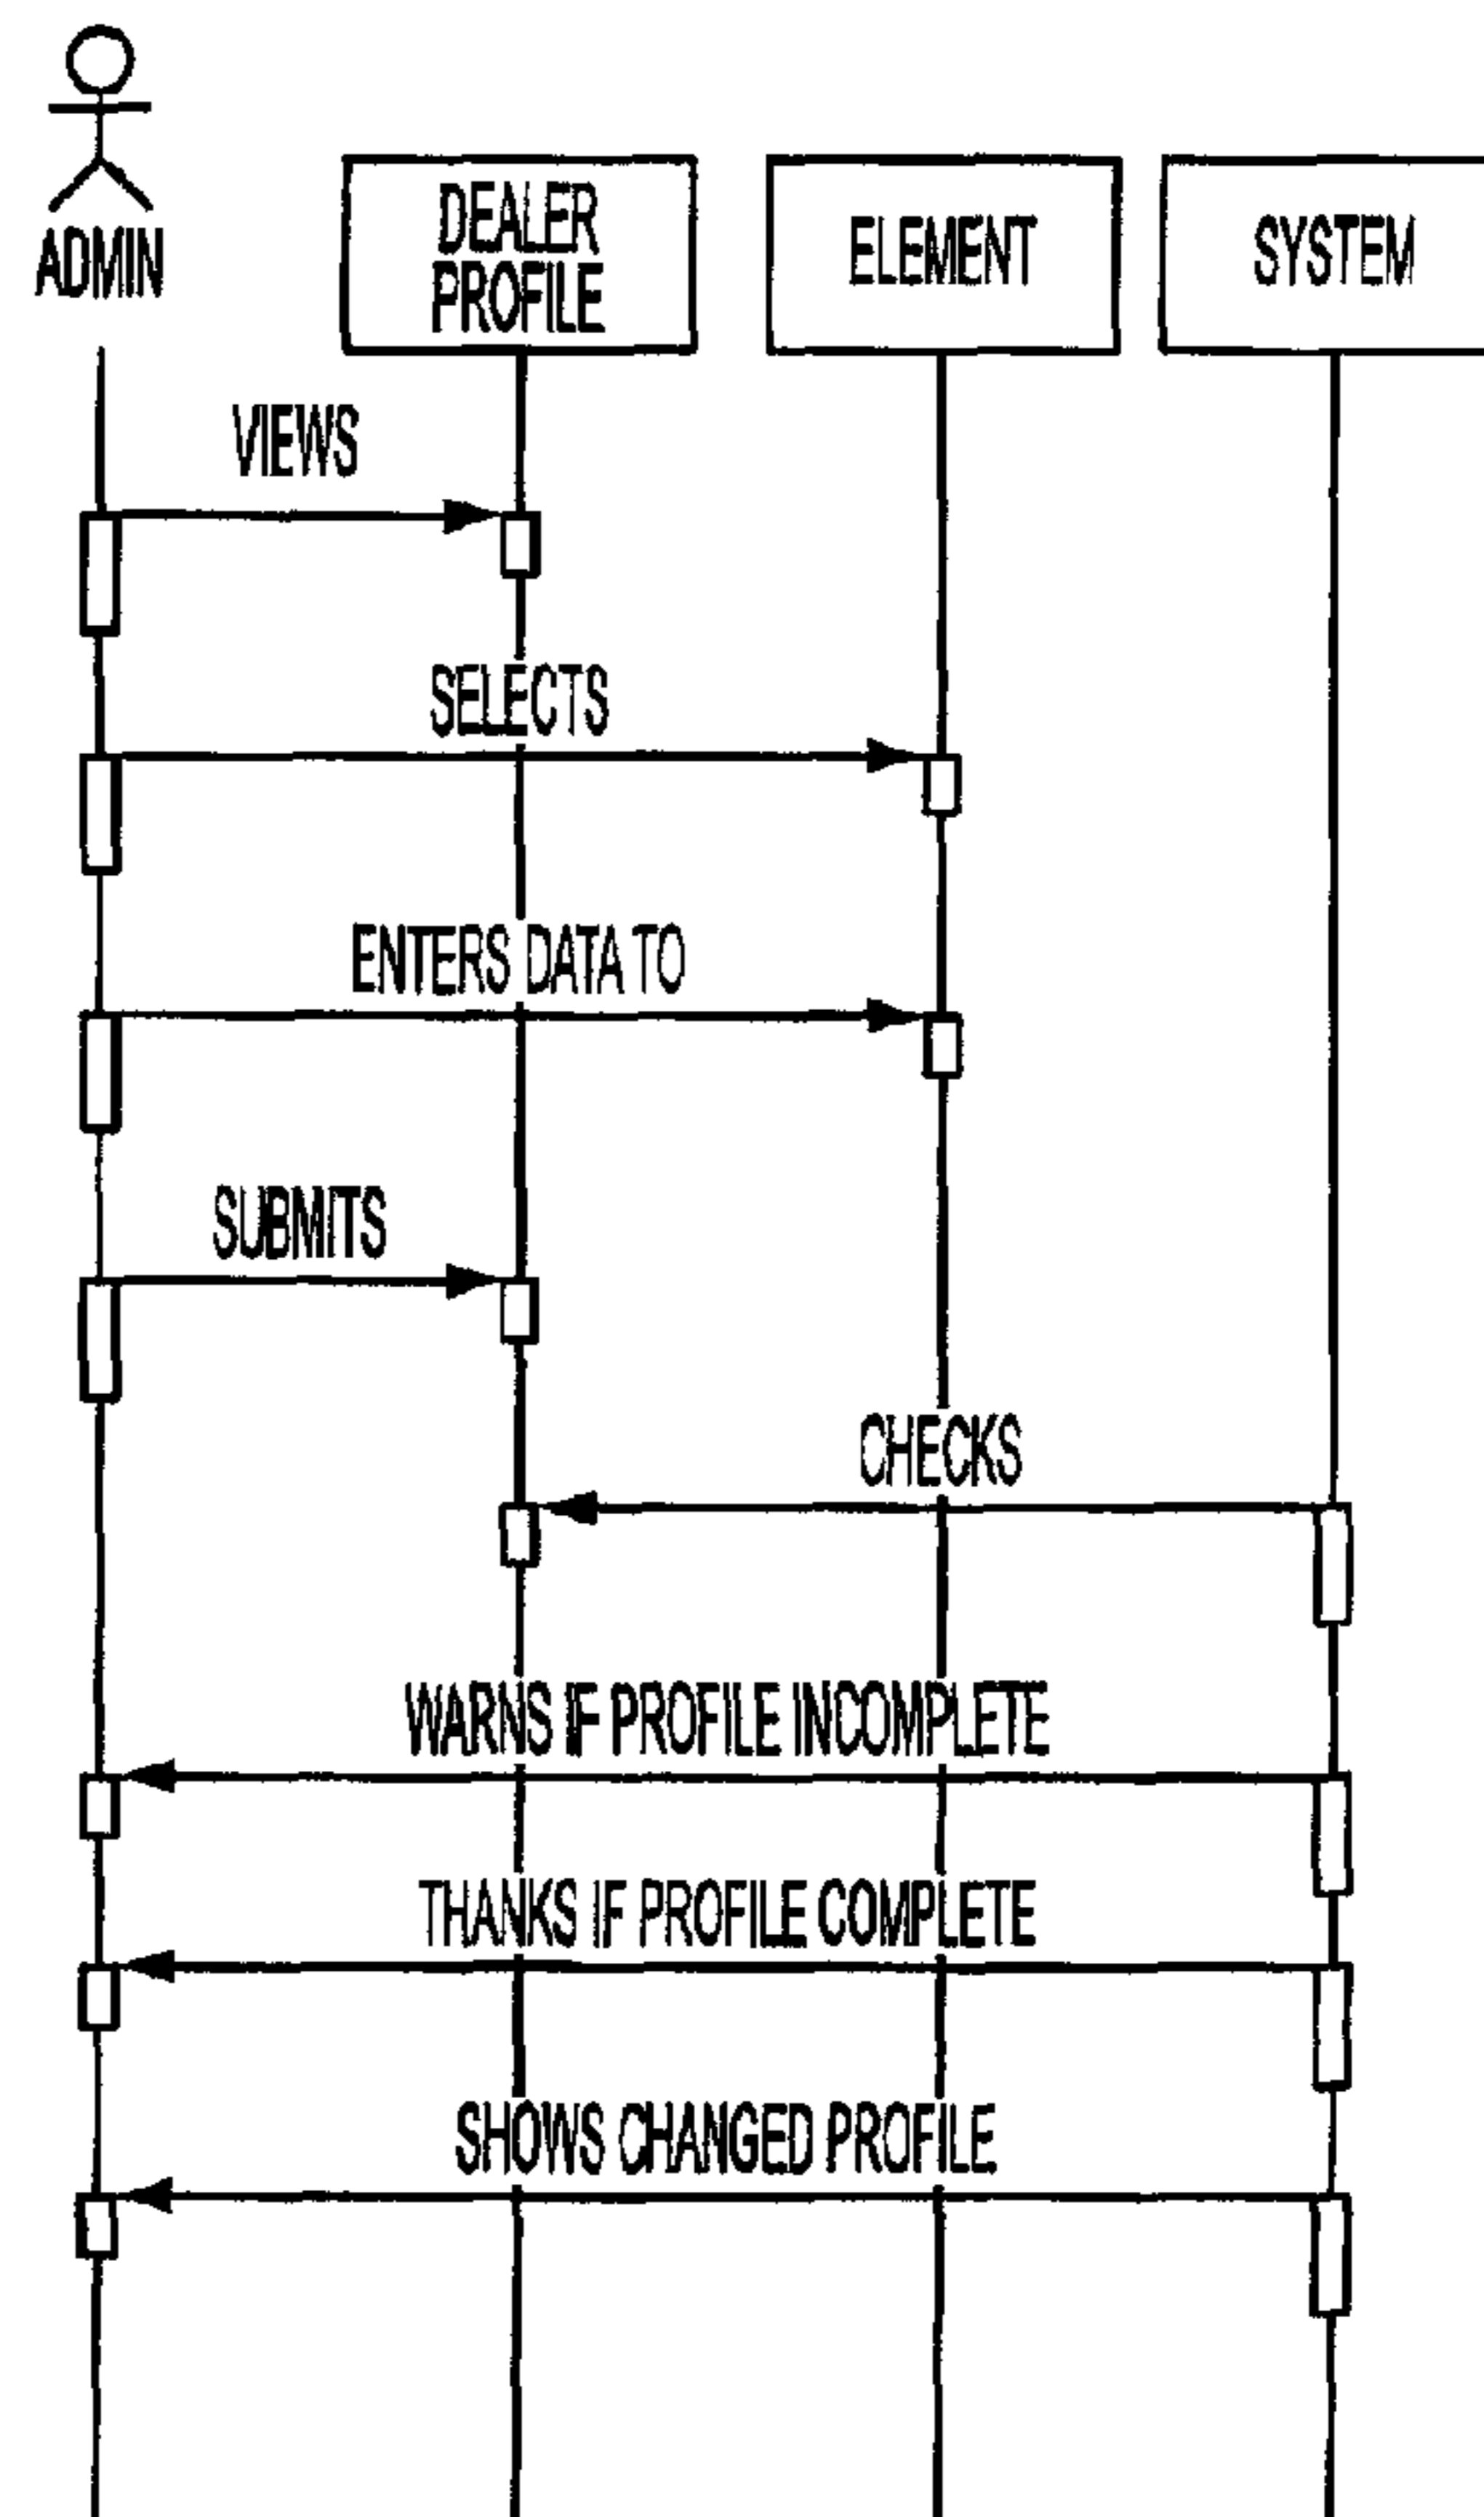 ADMIN
DEALER
PROFILE
ELEMENT
SYSTEM
VIEWS
SELECTS
ENTERS DATA TO
SUBMITS
CHECKS
WARNS IF PROFILE INCOMPLETE
THANKS IF PROFILE COMPLETE
SHOWS CHANGED PROFILE